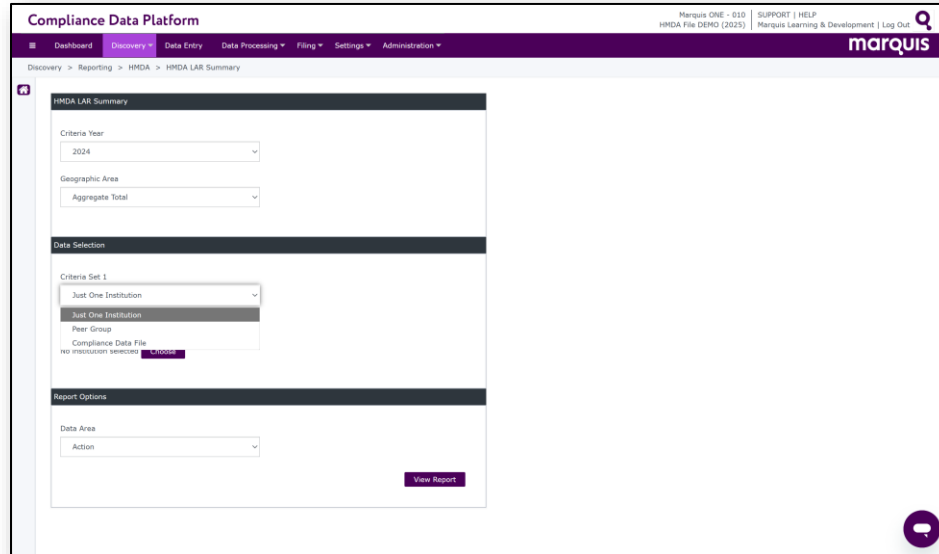 Compliance Data Platform
Marquis ONE - 010 | SUPPORT | HELP
HMDA File DEMO (2025) | Marquis Learning & Development | Log Out
Dashboard Discovery Data Entry Data Processing Filing Settings Administration marquis
Discovery > Reporting > HMDA > HMDA LAR Summary
HMDA LAR Summary
Criteria Year
2024
Geographic Area
Aggregate Total
Data Selection
Criteria Set 1
Just One Institution
Just One Institution
Peer Group
Compliance Data File
No institution selected Choose
Report Options
Data Area
Action
View Report